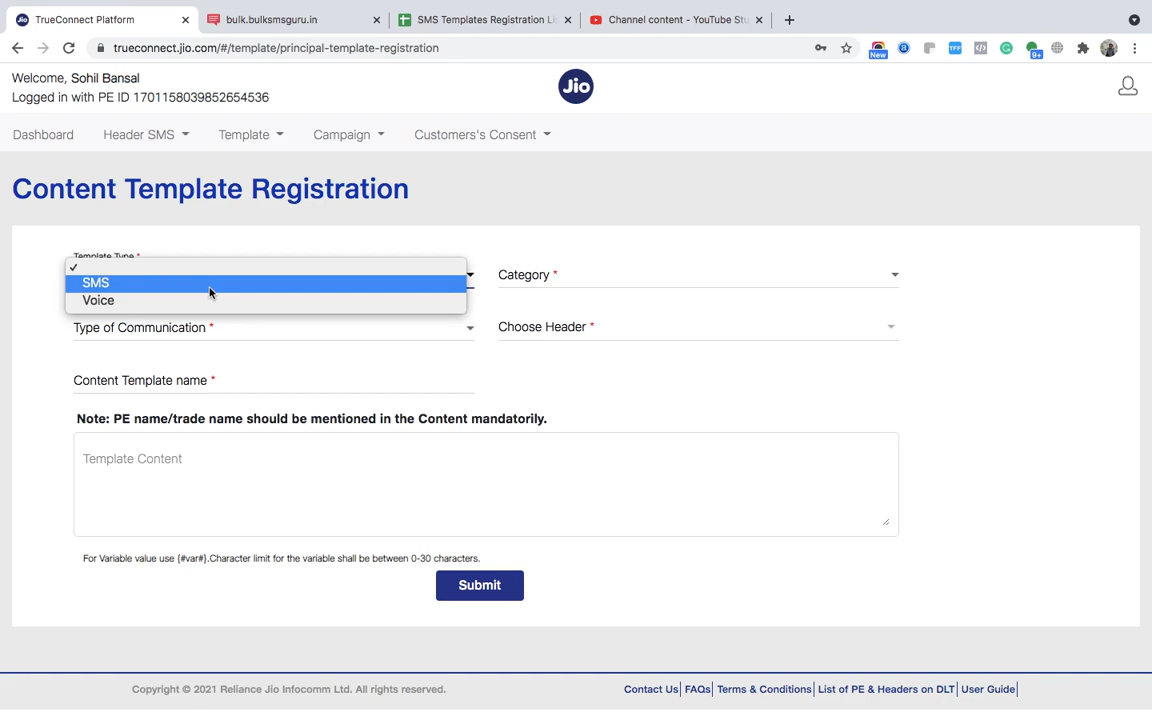 TrueConnect Platform
bulk.bulksmsguru.in
SMS Templates Registration Li
Channel content - YouTube Stu
trueconnect.jio.com/#/template/principal-template-registration
New
TFF
9+
Welcome, Sohil Bansal
Logged in with PE ID 1701158039852654536
Jio
Dashboard
Header SMS
Template
Campaign
Customers's Consent
Content Template Registration
Template Type *
SMS
Voice
Category *
Type of Communication *
Choose Header *
Content Template name *
Note: PE name/trade name should be mentioned in the Content mandatorily.
Template Content
For Variable value use {#var#}.Character limit for the variable shall be between 0-30 characters.
Submit
Copyright © 2021 Reliance Jio Infocomm Ltd. All rights reserved.
Contact Us| FAQs| Terms & Conditions| List of PE & Headers on DLT| User Guide|